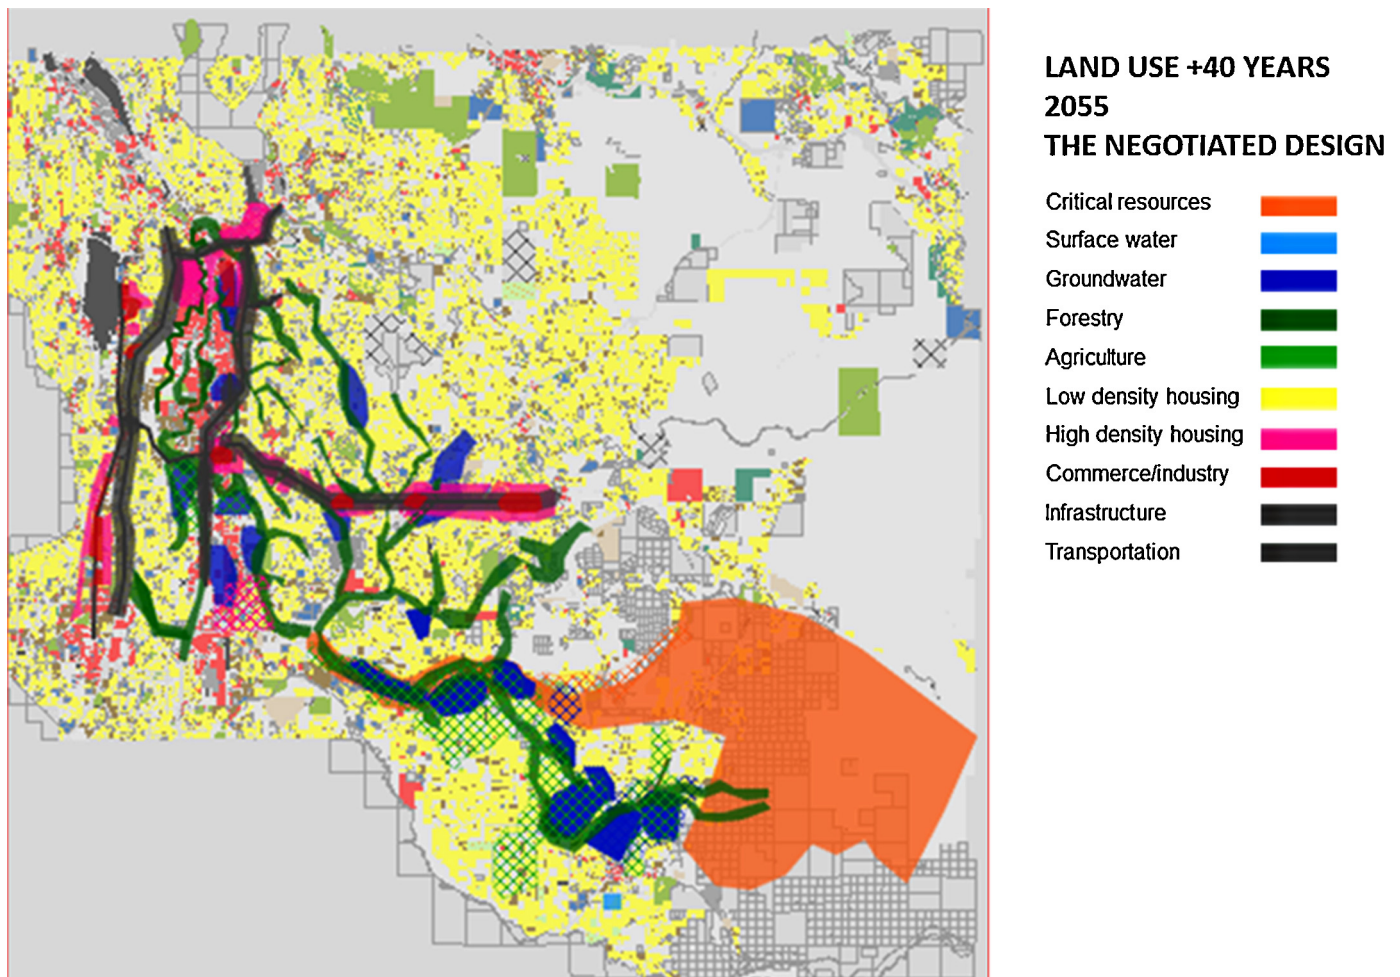 LAND USE +40 YEARS
2055
THE NEGOTIATED DESIGN
Critical resources
Surface water
Groundwater
Forestry
Agriculture
Low density housing
High density housing
Commerce/industry
Infrastructure
Transportation